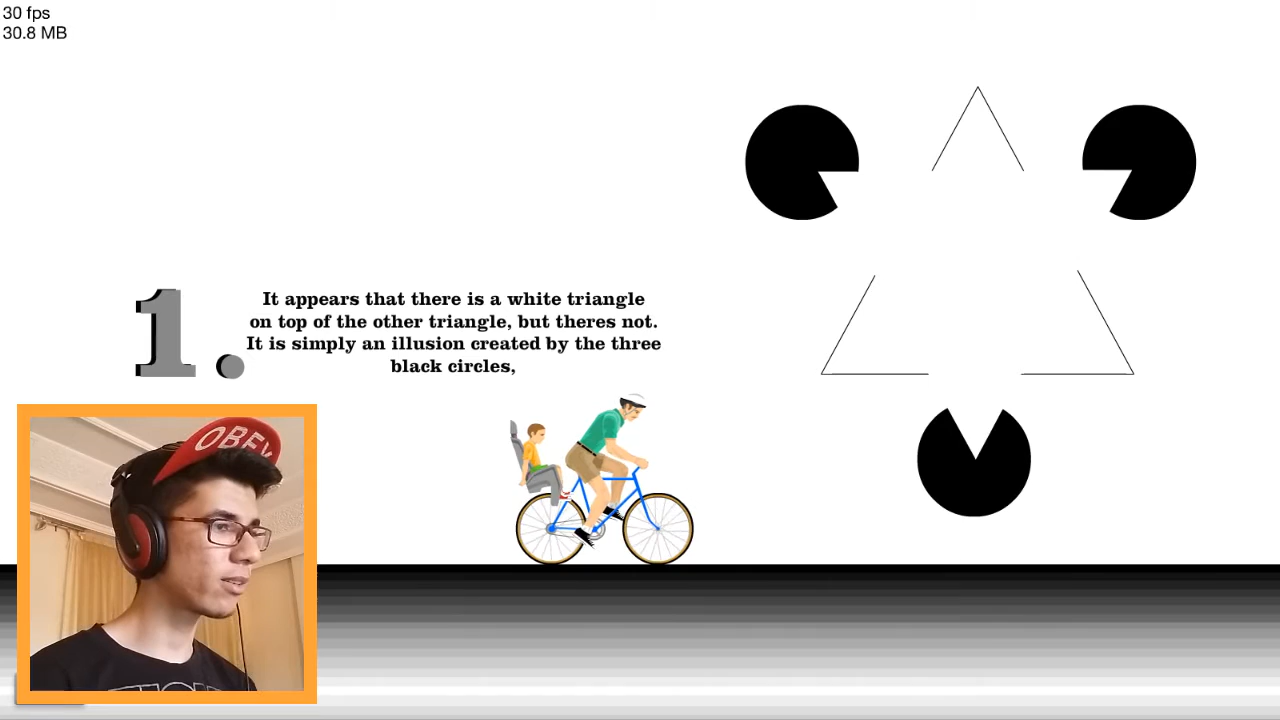 30 fps
30.8 MB
1.
It appears that there is a white triangle
on top of the other triangle, but theres not.
It is simply an illusion created by the three
black circles,
OBEY